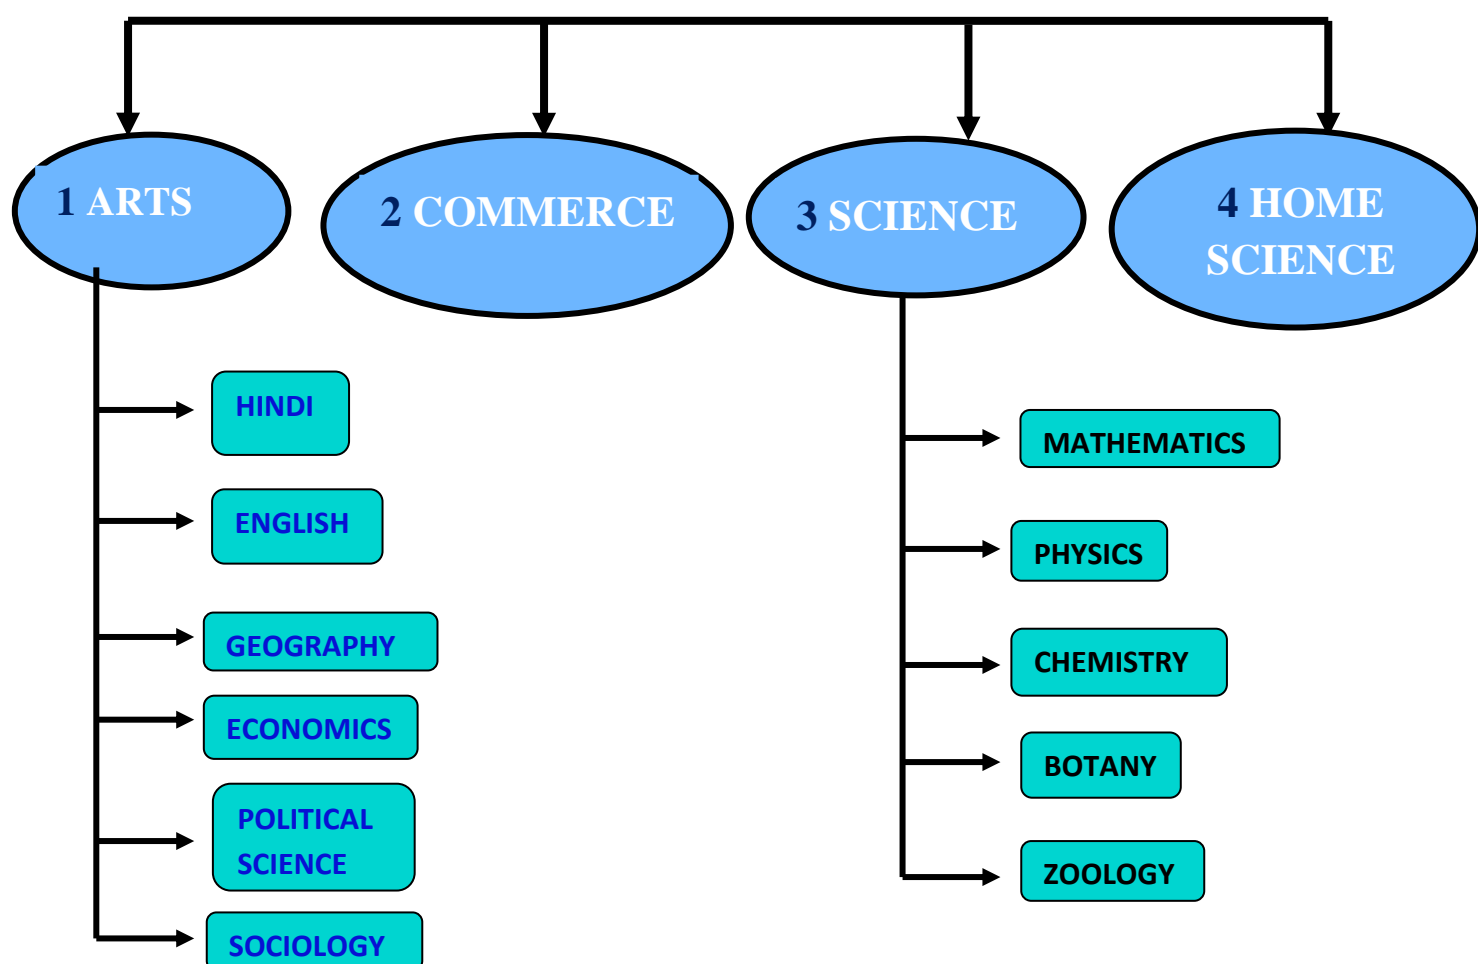 1 ARTS
2 COMMERCE
3 SCIENCE
4 HOME
SCIENCE
HINDI
ENGLISH
GEOGRAPHY
ECONOMICS
POLITICAL
SCIENCE
SOCIOLOGY
MATHEMATICS
PHYSICS
CHEMISTRY
BOTANY
ZOOLOGY